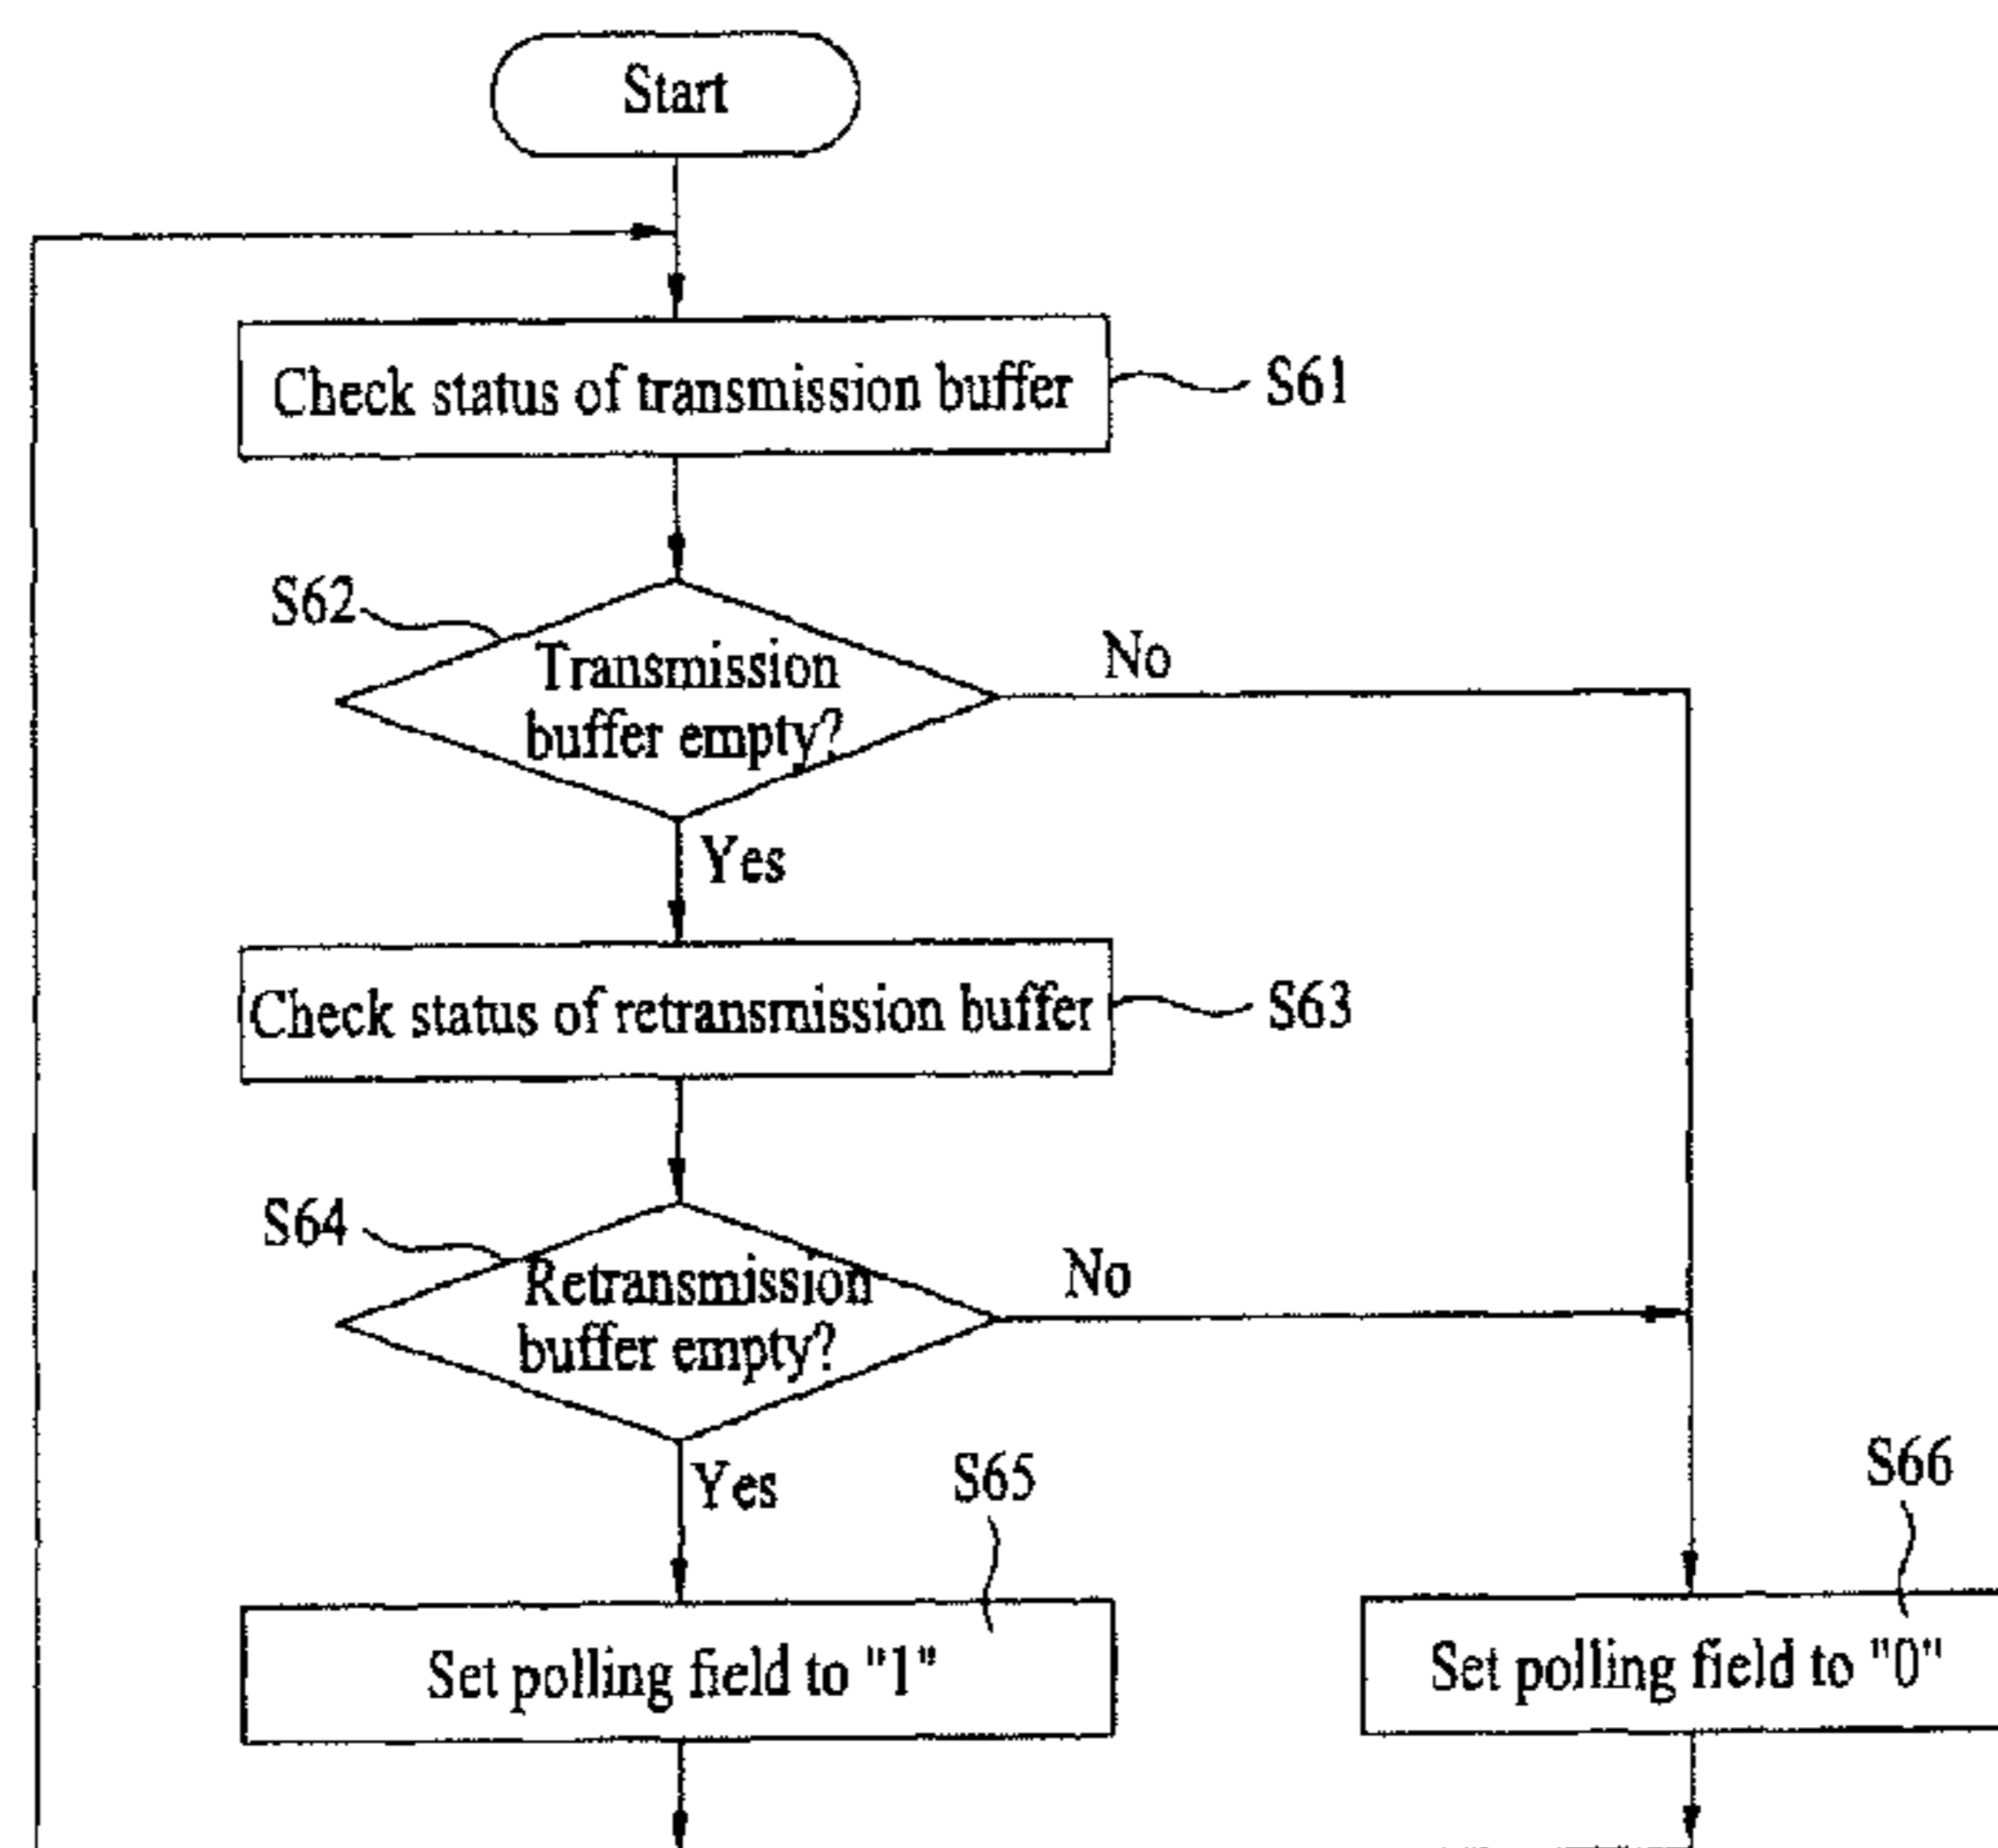 Start
Check status of transmission buffer
S61
S62
Transmission
buffer empty?
No
Yes
Check status of retransmission buffer
S63
S64
Retransmission
buffer empty?
No
Yes
S65
S66
Set polling field to "1"
Set polling field to "0"